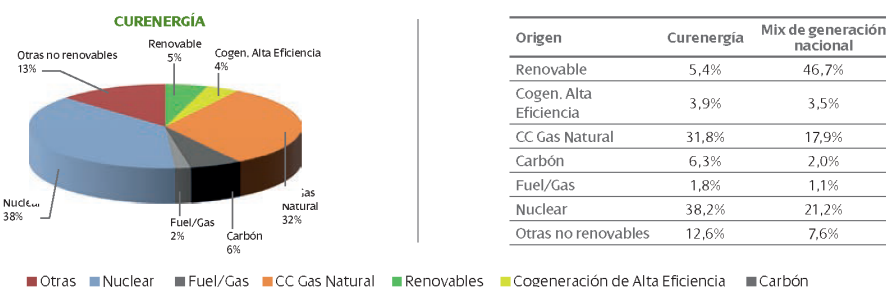 CURENERGÍA
Renovable
5%
Cogen. Alta Eficiencia
4%
Otras no renovables
13%
Gas
Natural
32%
Nuclear
38%
Fuel/Gas
2%
Carbón
6%
Origen Curenergía Mix de generación nacional
Renovable 5,4% 46,7%
Cogen. Alta Eficiencia 3,9% 3,5%
CC Gas Natural 31,8% 17,9%
Carbón 6,3% 2,0%
Fuel/Gas 1,8% 1,1%
Nuclear 38,2% 21,2%
Otras no renovables 12,6% 7,6%
Otras Nuclear Fuel/Gas CC Gas Natural Renovables Cogeneración de Alta Eficiencia Carbón